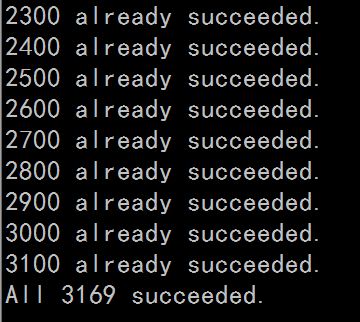 2300 already succeeded.
2400 already succeeded.
2500 already succeeded.
2600 already succeeded.
2700 already succeeded.
2800 already succeeded.
2900 already succeeded.
3000 already succeeded.
3100 already succeeded.
All 3169 succeeded.